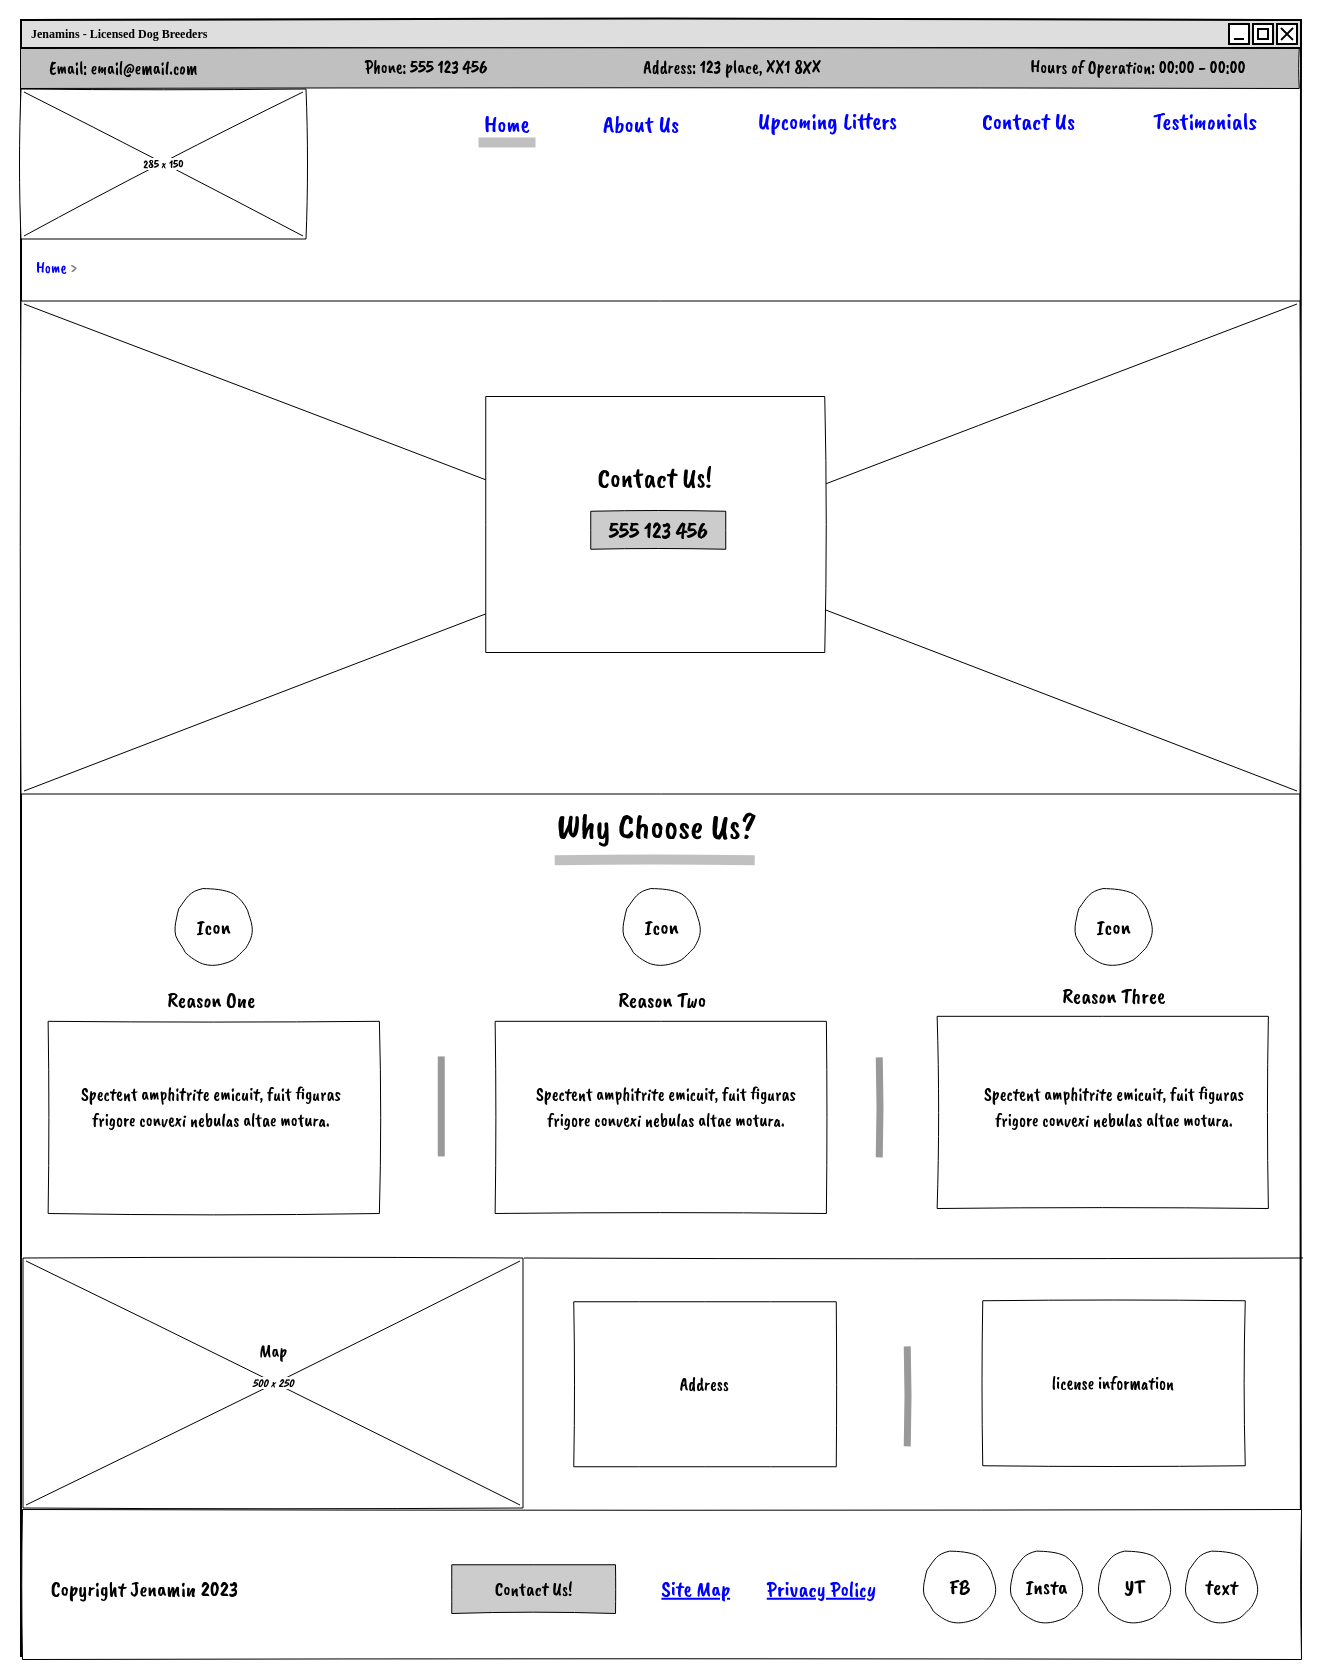 Jenamins - Licensed Dog Breeders
Email: email@email.com
Phone: 555 123 456
Address: 123 place, XX1 8XX
Hours of Operation: 00:00 - 00:00
285 x 150
Home
About Us
Upcoming Litters
Contact Us
Testimonials
Home >
Contact Us!
555 123 456
Why Choose Us?
Icon
Icon
Icon
Reason One
Reason Two
Reason Three
Spectent amphitrite emicuit, fuit figuras
frigore convexi nebulas altae motura.
Spectent amphitrite emicuit, fuit figuras
frigore convexi nebulas altae motura.
Spectent amphitrite emicuit, fuit figuras
frigore convexi nebulas altae motura.
Map
500 x 250
Address
license information
Copyright Jenamin 2023
Contact Us!
Site Map
Privacy Policy
FB
Insta
YT
text